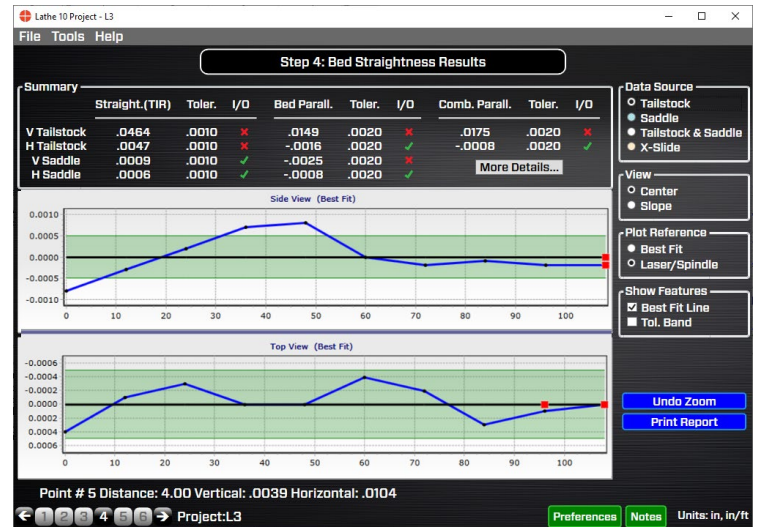 Lathe 10 Project - L3
File Tools Help
Step 4: Bed Straightness Results
Summary
Straight.(TIR) Toler. I/O Bed Parall. Toler. I/O Comb. Parall. Toler. I/O
V Tailstock .0464 .0010 .0149 .0020 .0175 .0020
H Tailstock .0047 .0010 -.0016 .0020 -.0008 .0020
V Saddle .0009 .0010 -.0025 .0020
H Saddle .0006 .0010 -.0008 .0020
More Details...
Data Source
Tailstock
Saddle
Tailstock & Saddle
X-Slide
View
Center
Slope
Plot Reference
Best Fit
Laser/Spindle
Show Features
Best Fit Line
Tol. Band
Side View (Best Fit)
0.0010
0.0005
0.0000
-0.0005
-0.0010
0 10 20 30 40 50 60 70 80 90 100
Top View (Best Fit)
-0.0006
-0.0004
-0.0002
0.0000
0.0002
0.0004
0.0006
0 10 20 30 40 50 60 70 80 90 100
Undo Zoom
Print Report
Point # 5 Distance: 4.00 Vertical: .0039 Horizontal: .0104
1 2 3 4 5 6 Project:L3
Preferences Notes Units: in, in/ft